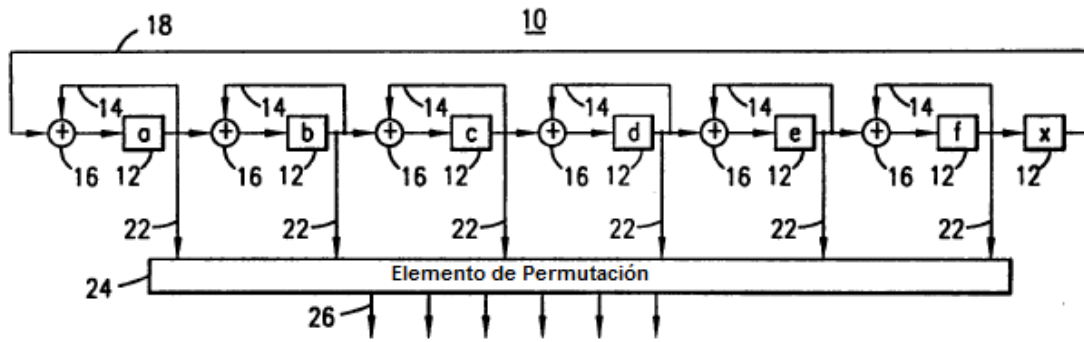 18
10
14 14 14 14 14 14
+ a + b + c + d + e + f x
16 12 16 12 16 12 16 12 16 12 16 12 12
22 22 22 22 22 22
Elemento de Permutación
24
26